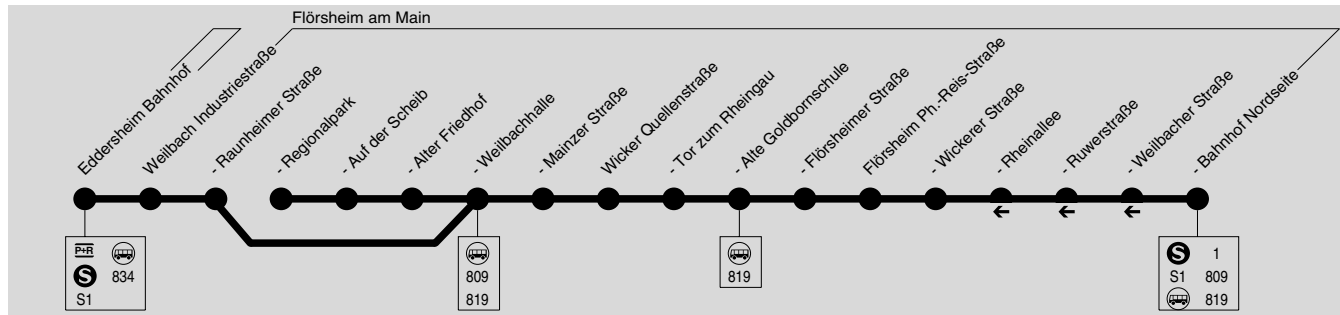 Flörsheim am Main
Eddersheim Bahnhof
Weilbach Industriestraße
- Raunheimer Straße
- Regionalpark
- Auf der Scheib
- Alter Friedhof
- Weilbachhalle
- Mainzer Straße
Wicker Quellenstraße
- Tor zum Rheingau
- Alte Goldbornschule
- Flörsheimer Straße
Flörsheim Ph.-Reis-Straße
- Wickerer Straße
- Rheinallee
- Ruwerstraße
- Weilbacher Straße
- Bahnhof Nordseite
P+R
S 834
S1
809
819
819
S 1
S1 809
819